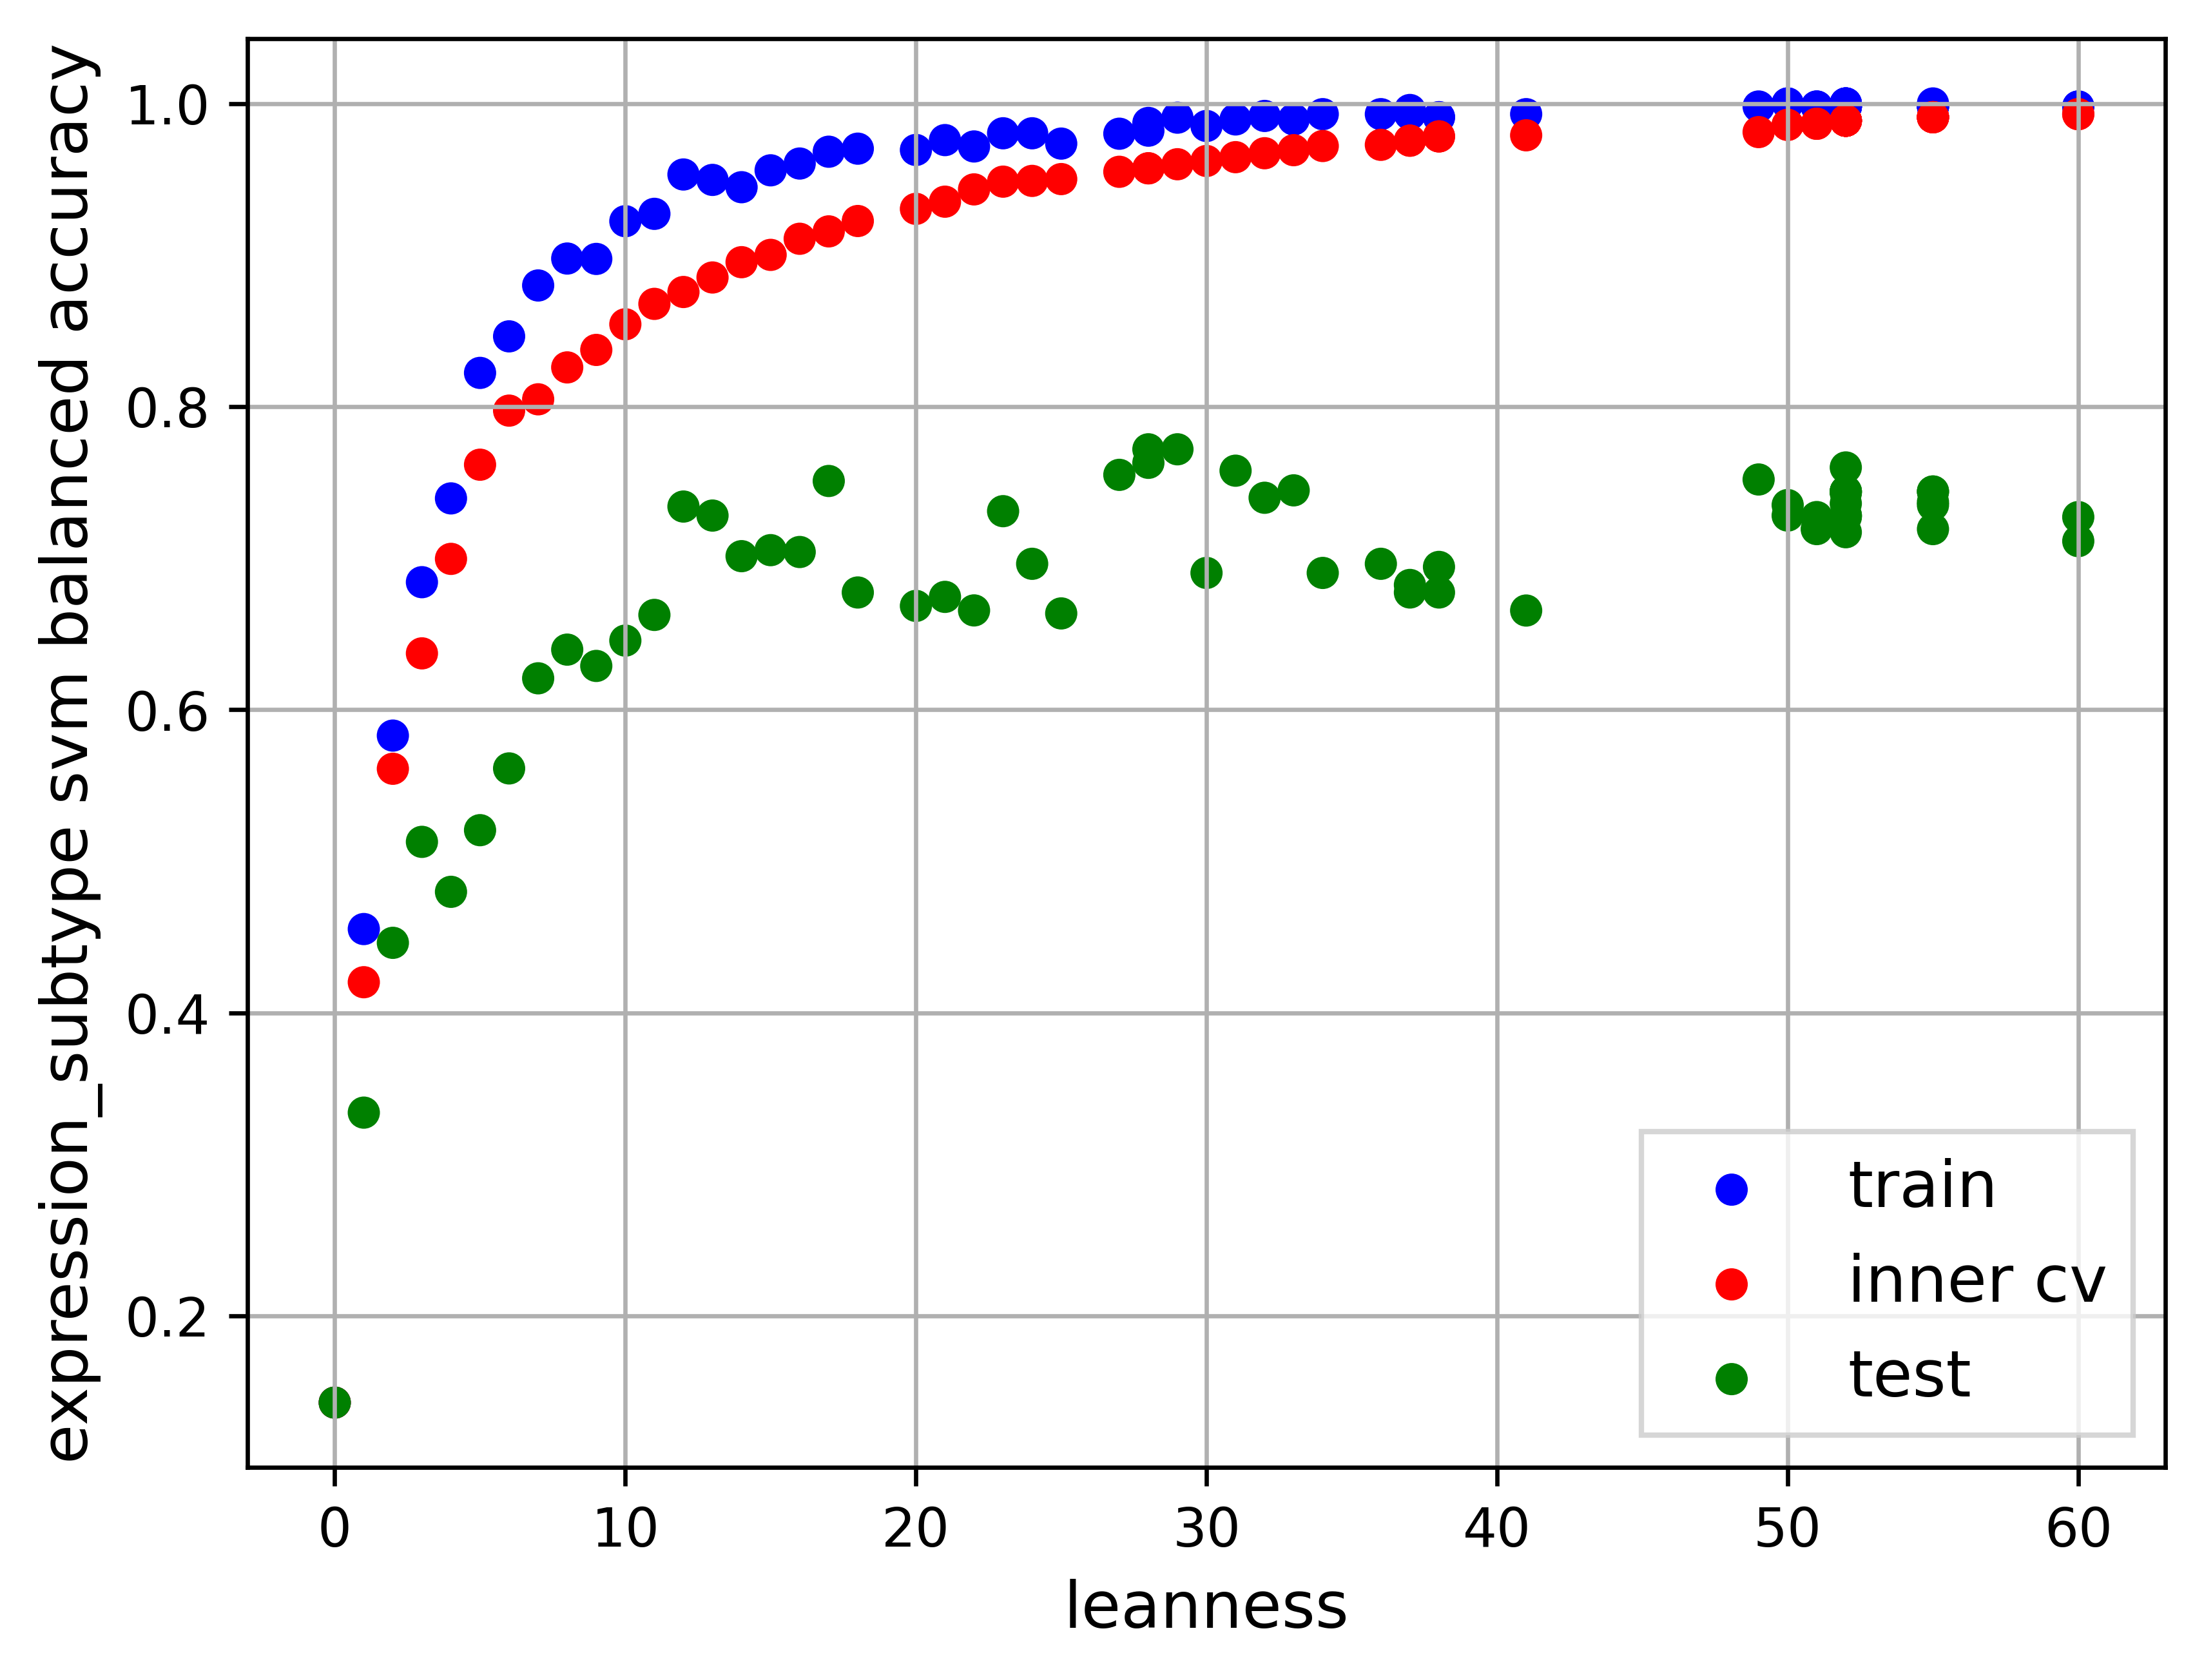 expression_subtype svm balanced accuracy
1.0
0.8
0.6
0.4
0.2
train
inner cv
test
0 10 20 30 40 50 60
leanness